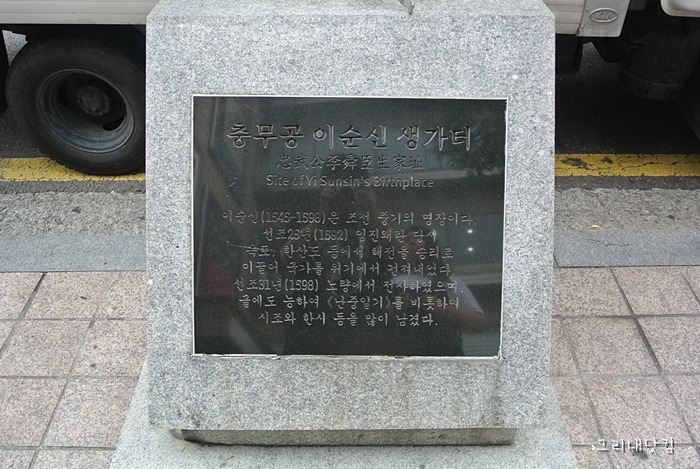 KIA
충무공 이순신 생가터
忠武公李舜臣生家址
Site of Yi Sunsin's Birthplace
이순신(1545-1598)은 조선 중기의 명장이다.
선조25년(1592) 임진왜란 당시
옥포, 한산도 등에서 해전을 승리로
이끌어 국가를 위기에서 건져내었다.
선조31년(1598) 노량에서 전사하였으며,
글에도 능하여 《난중일기》를 비롯하여
시조와 한시 등을 많이 남겼다.
그리내닷컴